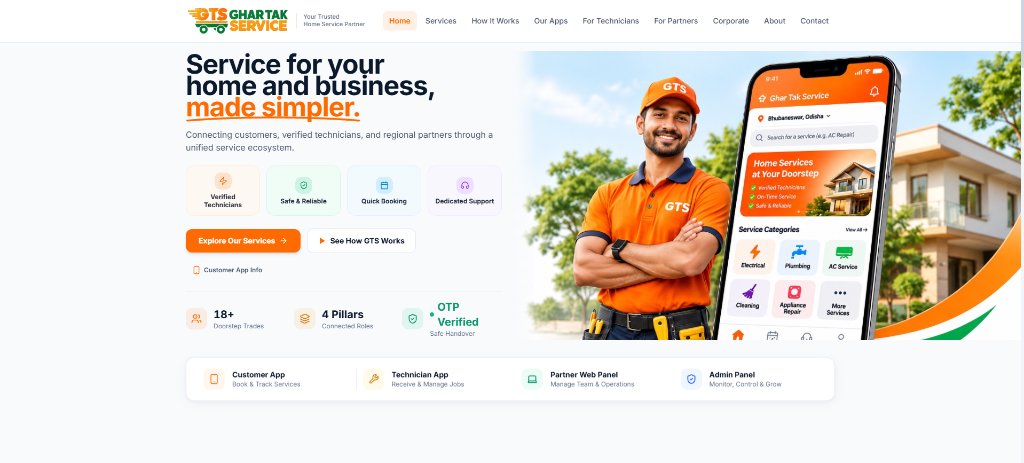 GTS GHAR TAK
SERVICE
Your Trusted
Home Service Partner
Home
Services
How It Works
Our Apps
For Technicians
For Partners
Corporate
About
Contact
Service for your
home and business,
made simpler.
Connecting customers, verified technicians, and regional partners through a
unified service ecosystem.
Verified
Technicians
Safe & Reliable
Quick Booking
Dedicated Support
Explore Our Services →
See How GTS Works
Customer App Info
18+
Doorstep Trades
4 Pillars
Connected Roles
OTP
Verified
Safe Handover
GTS
GTS
9:41
Ghar Tak Service
Bhubaneswar, Odisha
Search for a service (e.g. AC Repair)
Home Services
at Your Doorstep
Verified Technicians
On-Time Service
Safe & Reliable
Service Categories
View All →
Electrical
Plumbing
AC Service
Cleaning
Appliance
Repair
More
Services
Customer App
Book & Track Services
Technician App
Receive & Manage Jobs
Partner Web Panel
Manage Team & Operations
Admin Panel
Monitor, Control & Grow